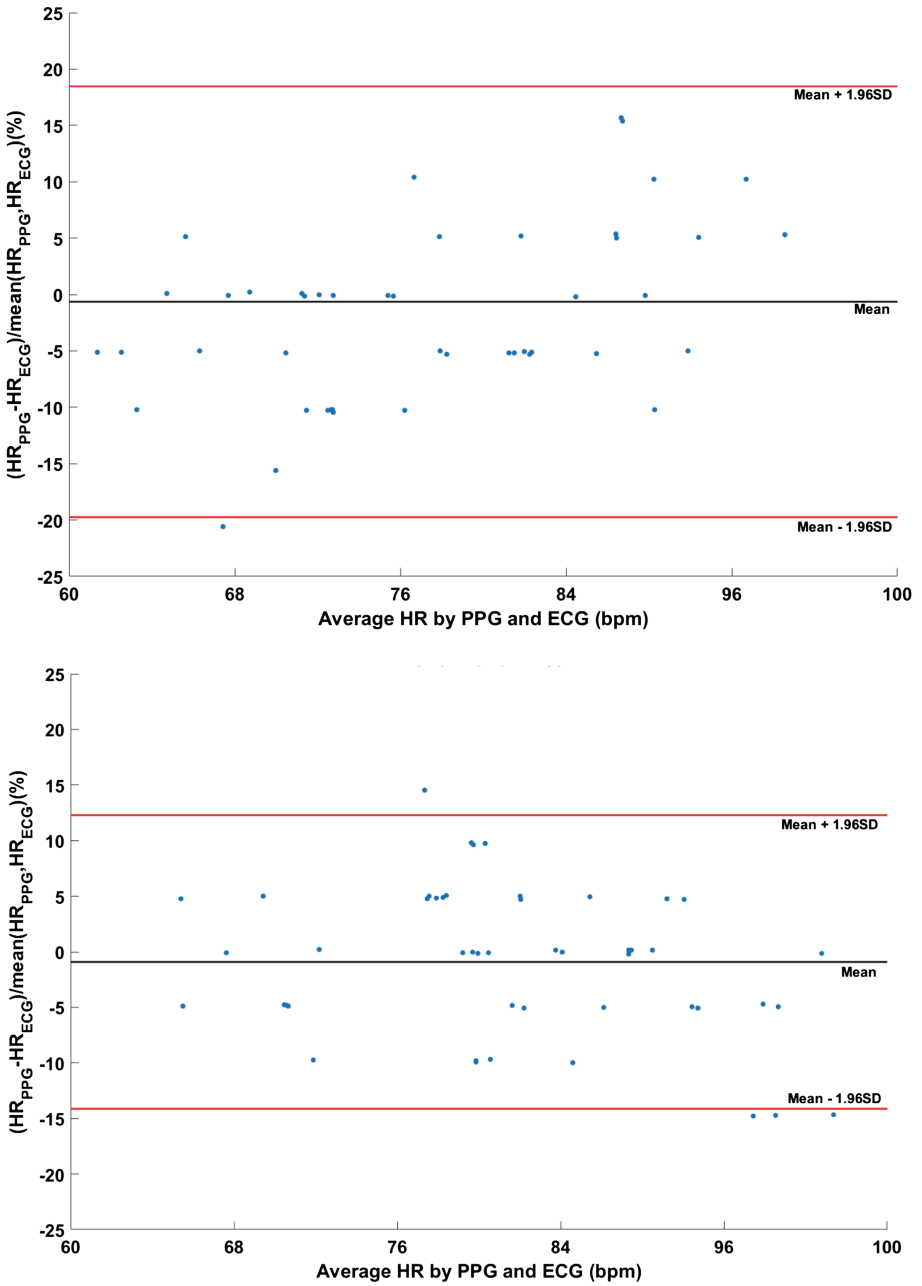 25
20
Mean + 1.96SD
15
10
5
0
Mean
-5
-10
-15
-20
Mean - 1.96SD
-25
60 68 76 84 96 100
Average HR by PPG and ECG (bpm)
(HRPPG-HRECG)/mean(HRPPG,HRECG)(%)
25
20
15
Mean + 1.96SD
10
5
0
Mean
-5
-10
Mean - 1.96SD
-15
-20
-25
60 68 76 84 96 100
Average HR by PPG and ECG (bpm)
(HRPPG-HRECG)/mean(HRPPG,HRECG)(%)